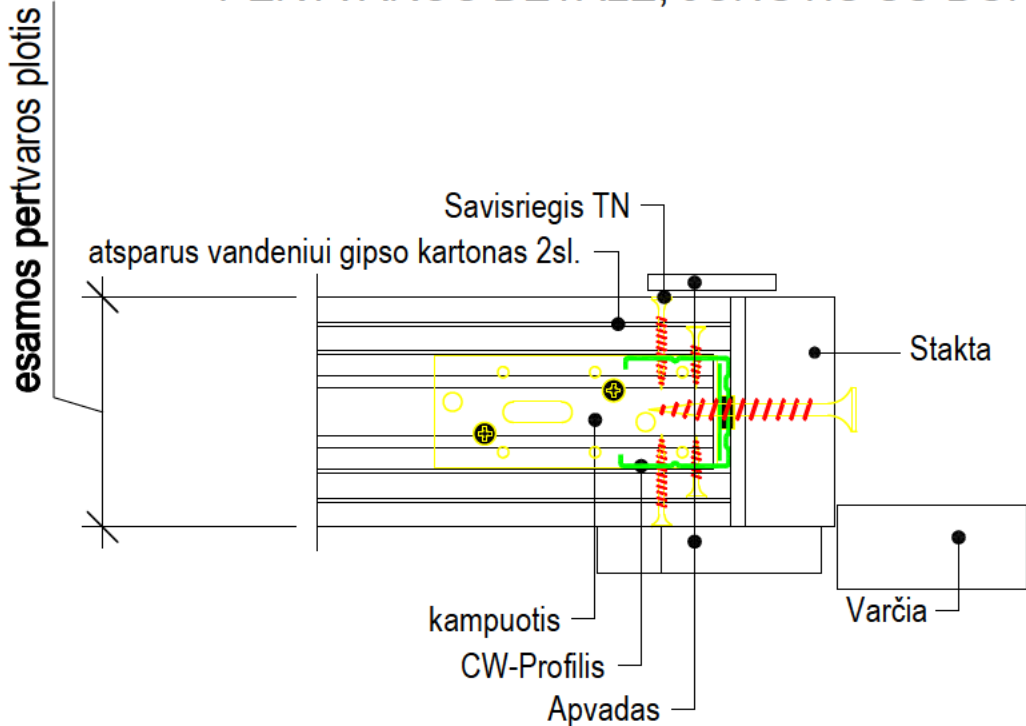 esamos pertvaros plotis
Savisriegis TN
atsparus vandeniui gipso kartonas 2sl.
Stakta
Varčia
kampuotis
CW-Profilis
Apvadas